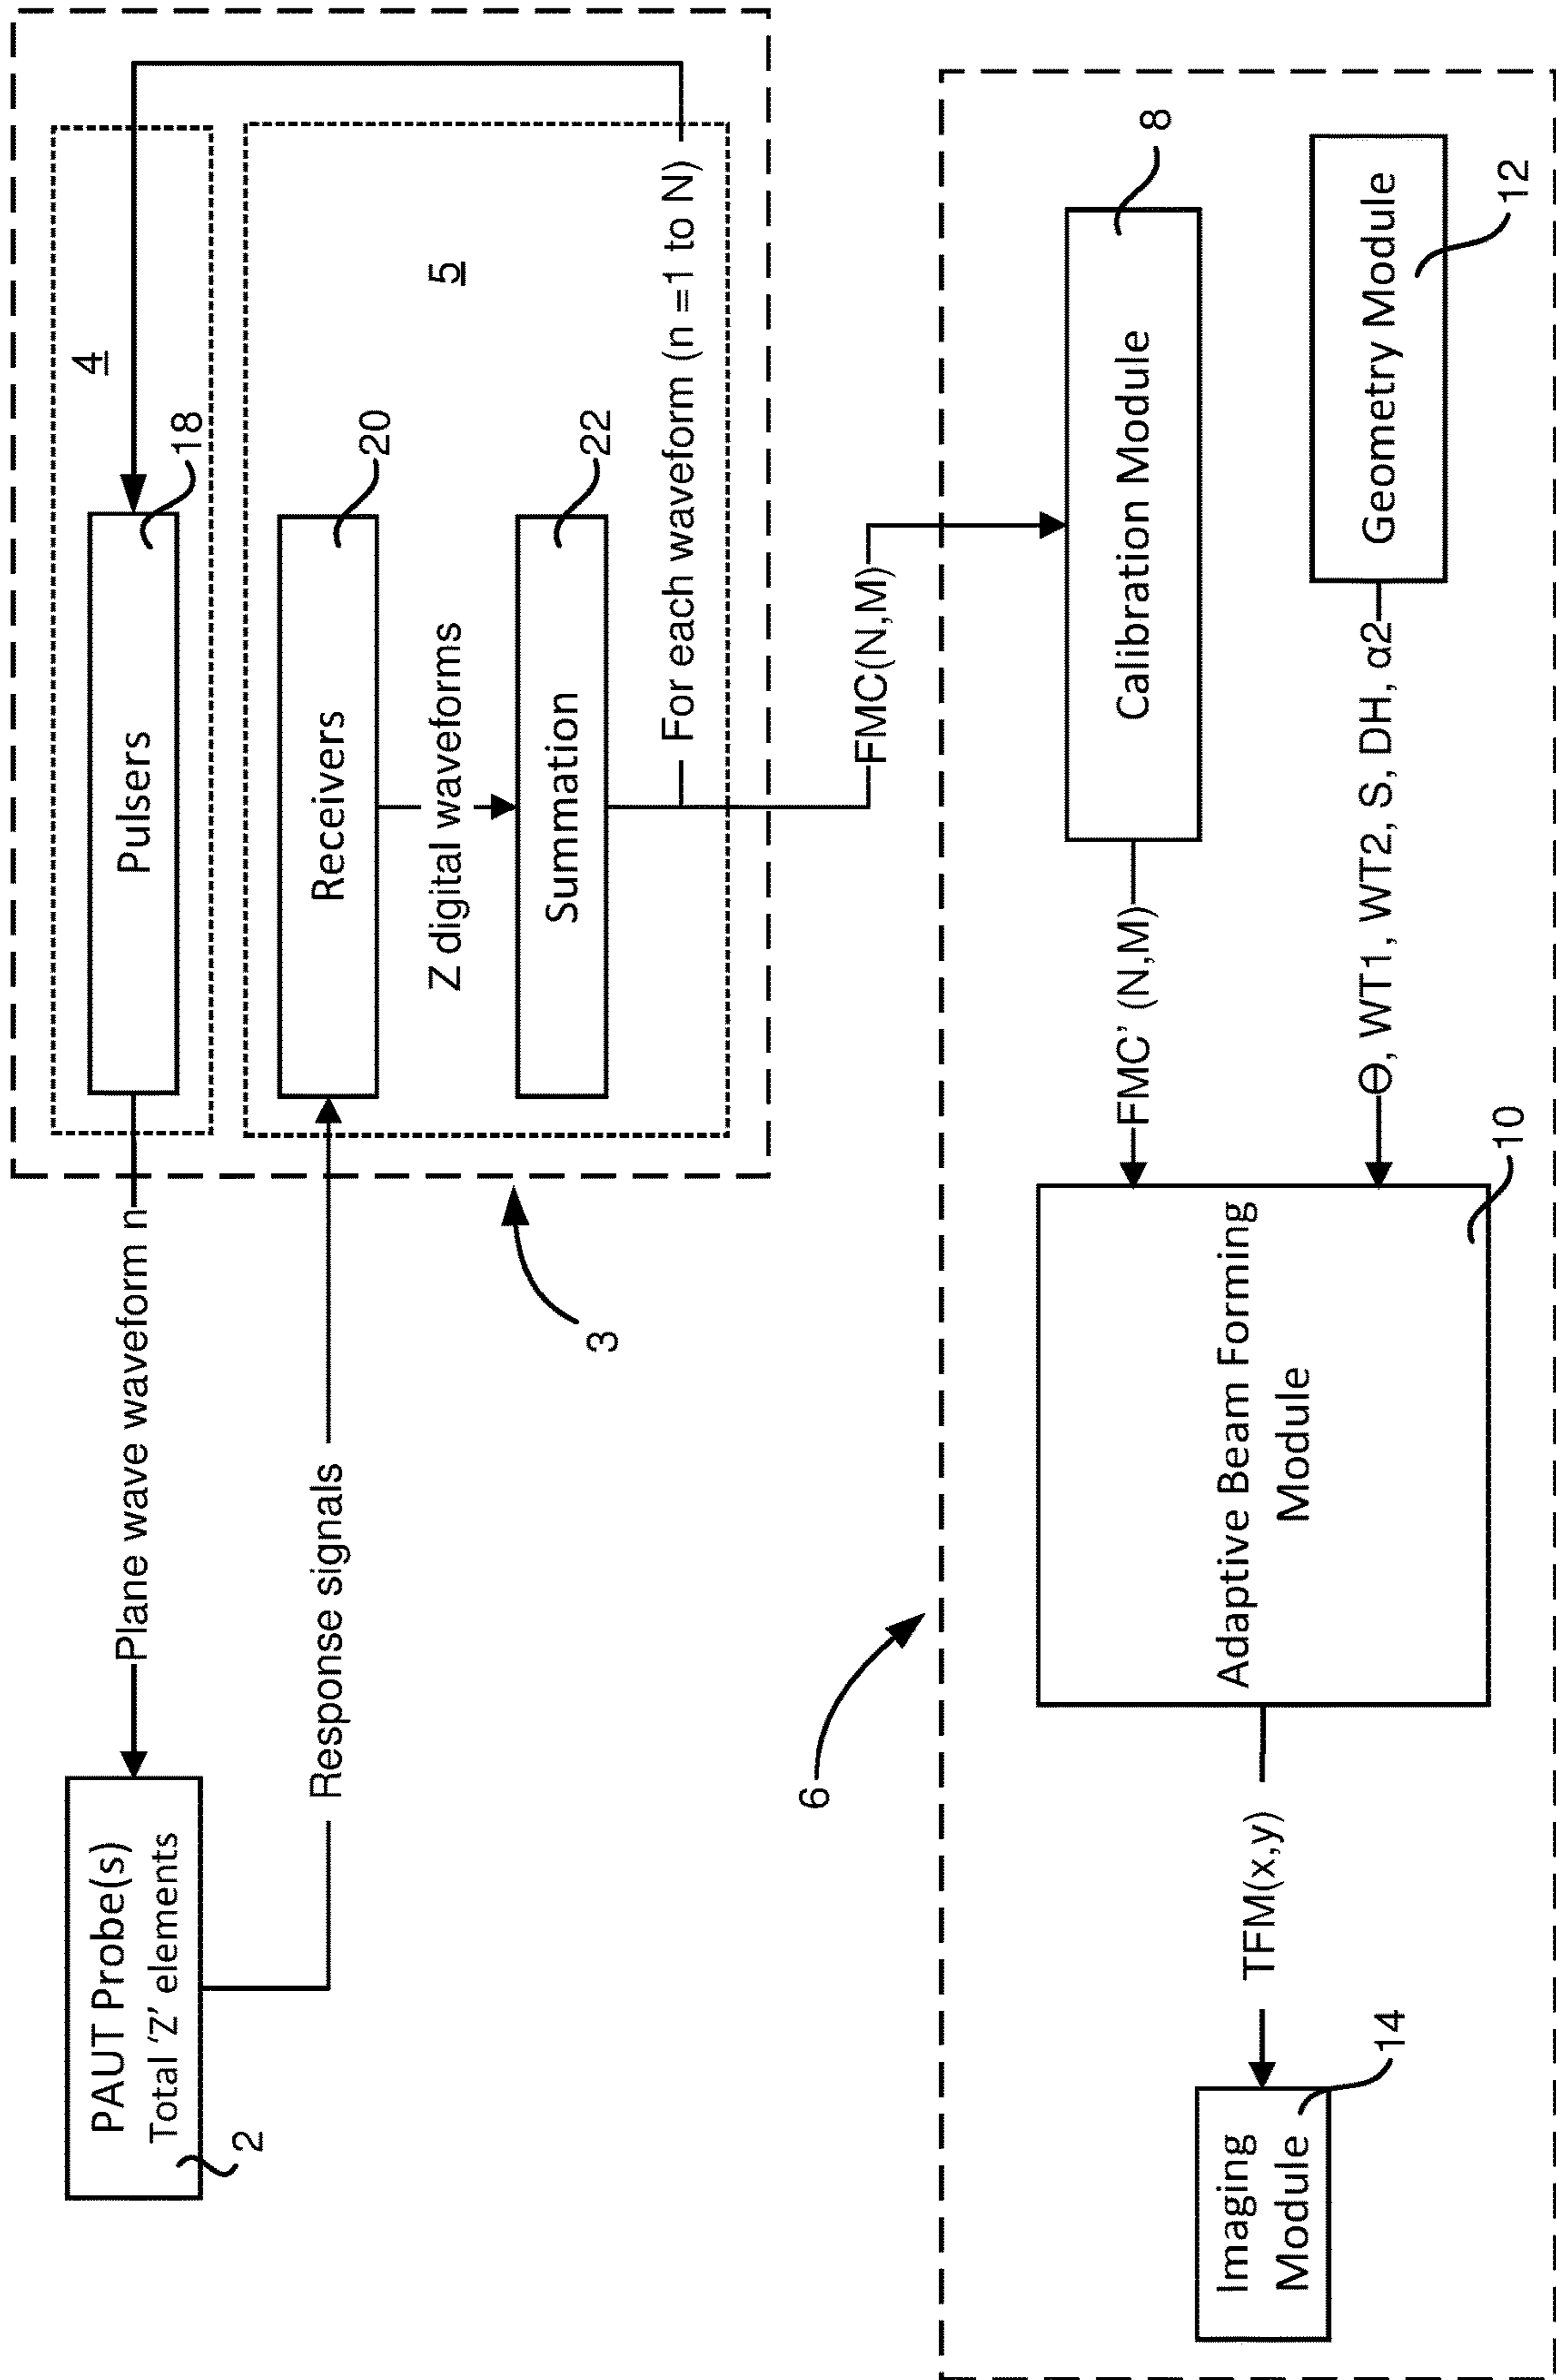 PAUT Probe(s)
Total 'Z' elements
2
Plane wave waveform n
Response signals
3
4
Pulsers
18
5
Receivers
20
Z digital waveforms
Summation
22
For each waveform (n =1 to N)
FMC(N,M)
6
Calibration Module
8
FMC' (N,M)
Geometry Module
12
Θ, WT1, WT2, S, DH, α2
Adaptive Beam Forming
Module
10
TFM(x,y)
Imaging
Module
14